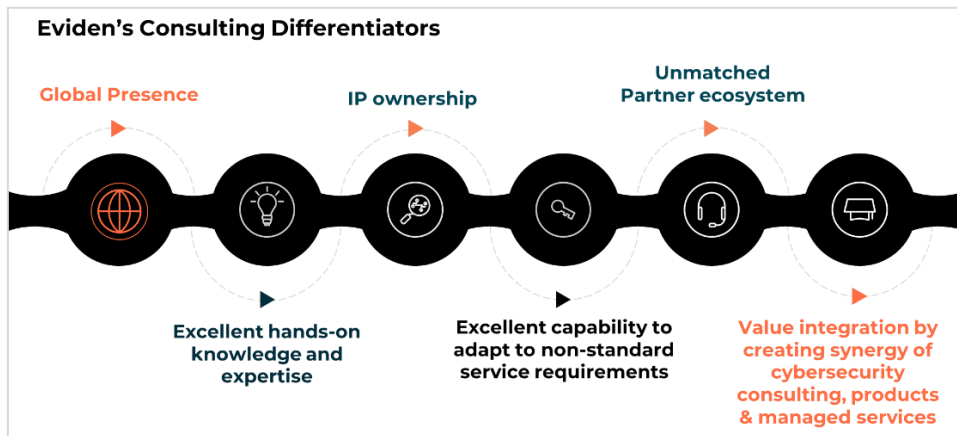 Eviden's Consulting Differentiators
Global Presence
IP ownership
Unmatched
Partner ecosystem
Excellent hands-on
knowledge and
expertise
Excellent capability to
adapt to non-standard
service requirements
Value integration by
creating synergy of
cybersecurity
consulting, products
& managed services